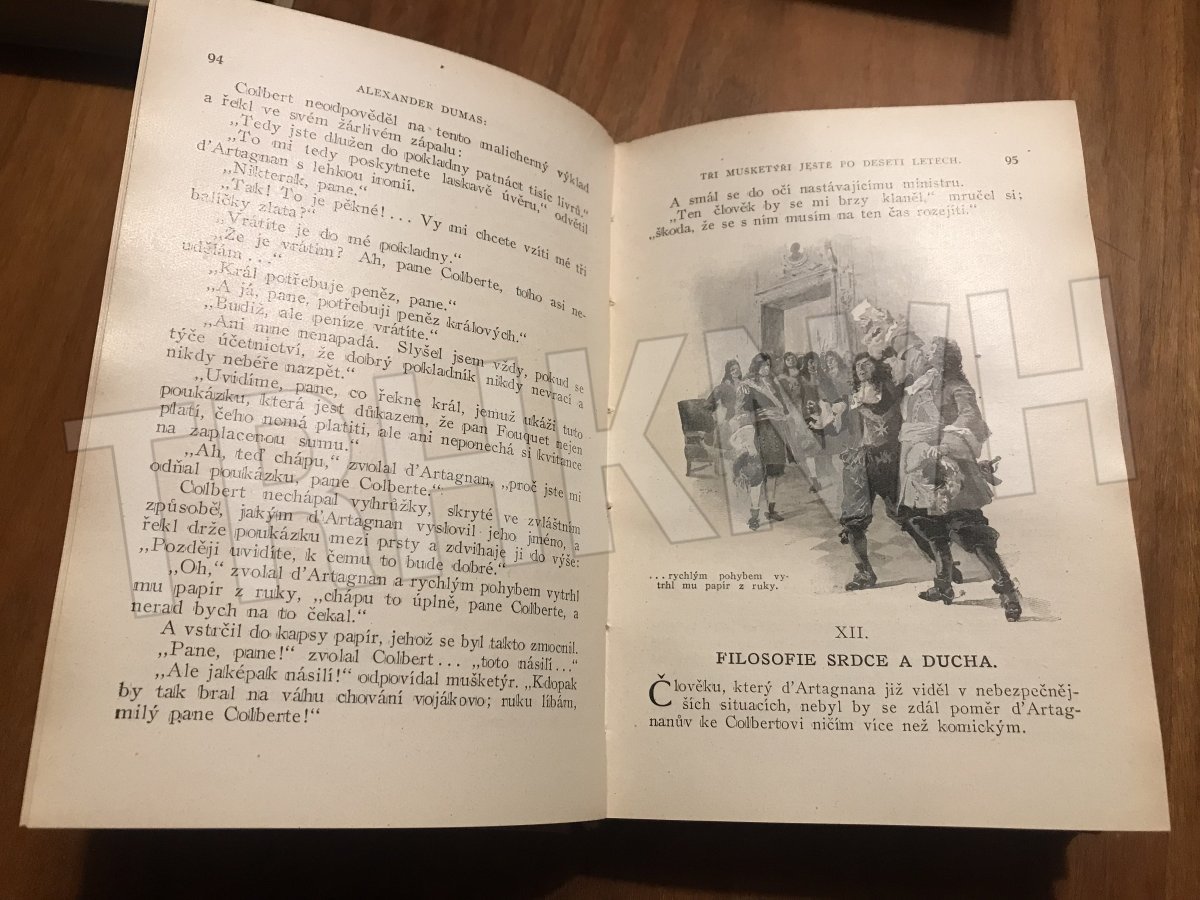 94
ALEXANDER DUMAS:
Colbert neodpověděl na tento malicherný výklad
a řekl ve svém žárlivém zápalu:
„Tedy jste dlužen do pokladny patnáct tisíc livrů.“
„To mi tedy poskytnete laskavě úvěru,“ odvětil
d'Artagnan s lehkou ironií.
„Nikterak, pane.“
„Tak! To je pěkné!... Vy mi chcete vzíti mé tři
balíčky zlata?“
„Vrátíte je do mé pokladny.“
„Že je vrátím? Ah, pane Colberte, toho asi ne-
udělám ...“
„Král potřebuje peněz, pane.“
„A já, pane, potřebuji peněz králových.“
„Budiž, ale peníze vrátíte.“
„Ani mne nenapadá. Slyšel jsem vždy, pokud se
týče účetnictví, že dobrý pokladník nikdy nevrací a
nikdy nebéře nazpět.“
„Uvidíme, pane, co řekne král, jemuž ukáži tuto
poukázku, která jest důkazem, že pan Fouquet nejen
platí, čeho nemá platiti, ale ani neponechá si kvitance
na zaplacenou sumu.“
„Ah, teď chápu,“ zvolal d'Artagnan, „proč jste mi
odňal poukázku, pane Colberte.“
Colbert nechápal vyhrůžky, skryté ve zvláštním
způsobě, jakým d'Artagnan vyslovil jeho jméno, a
řekl drže poukázku mezi prsty a zdvihaje ji do výše:
„Později uvidíte, k čemu to bude dobré.“
„Oh,“ zvolal d'Artagnan a rychlým pohybem vytrhl
mu papír z ruky, „chápu to úplně, pane Colberte, a
nerad bych na to čekal.“
A vstrčil do kapsy papír, jehož se byl takto zmocnil.
„Pane, pane!“ zvolal Colbert... „toto násilí...“
„Ale jaképak násilí!“ odpovídal mušketýr. „Kdopak
by tak bral na váhu chování vojákovo; ruku líbám,
milý pane Colberte!“
TŘI MUSKETÝŘI JEŠTĚ PO DESETI LETECH.
95
A smál se do očí nastávajícímu ministru.
„Ten člověk by se mi brzy klaněl,“ mručel si;
„škoda, že se s ním musím na ten čas rozejíti.“
...rychlým pohybem vy-
trhl mu papír z ruky.
XII.
FILOSOFIE SRDCE A DUCHA.
Člověku, který d'Artagnana již viděl v nebezpečněj-
ších situacích, nebyl by se zdál poměr d'Artag-
nanův ke Colbertovi ničím více než komickým.
TRHKNIH